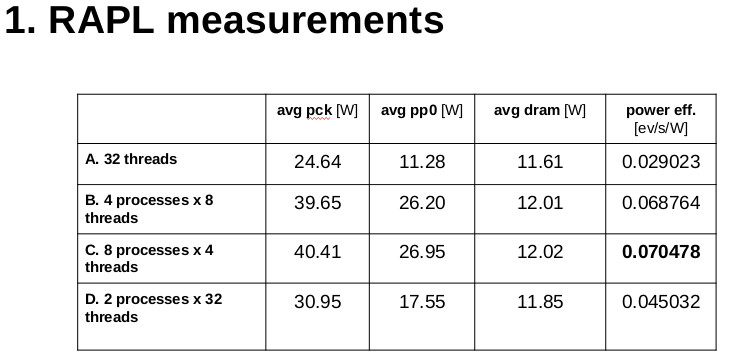 1. RAPL measurements
avg pck [W] avg pp0 [W] avg dram [W] power eff.
[ev/s/W]
A. 32 threads 24.64 11.28 11.61 0.029023
B. 4 processes x 8 39.65 26.20 12.01 0.068764
threads
C. 8 processes x 4 40.41 26.95 12.02 0.070478
threads
D. 2 processes x 32 30.95 17.55 11.85 0.045032
threads